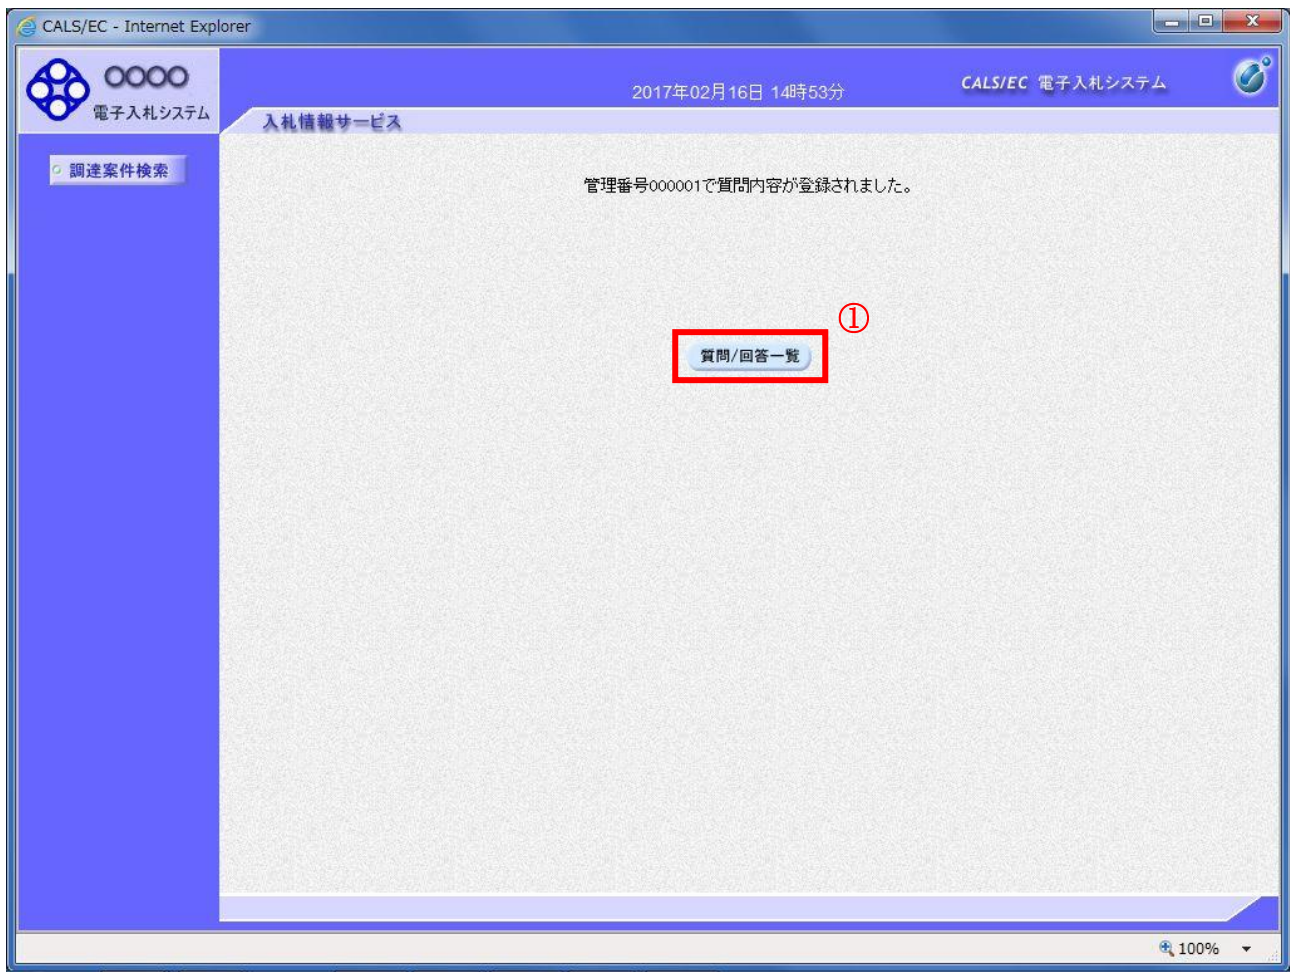 CALS/EC - Internet Explorer
〇〇〇〇
電子入札システム
2017年02月16日 14時53分
CALS/EC 電子入札システム
入札情報サービス
調達案件検索
管理番号000001で質問内容が登録されました。
①
質問/回答一覧
100%